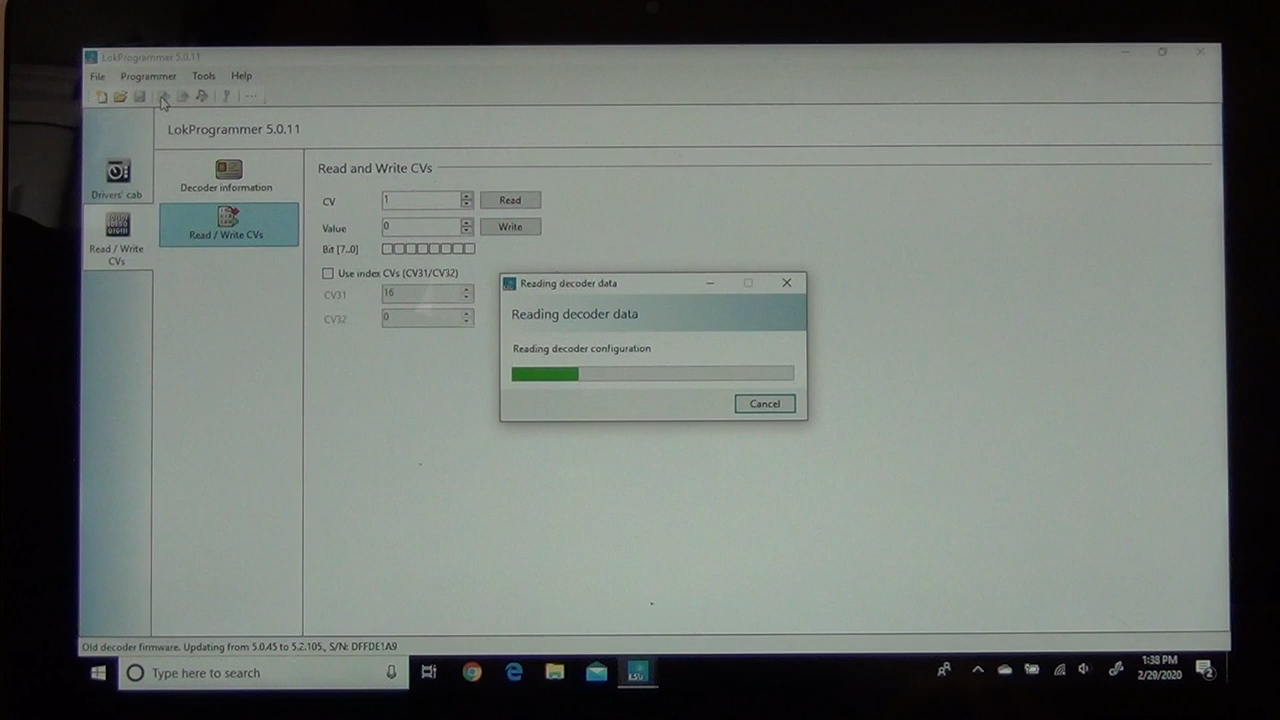 LokProgrammer 5.0.11
File Programmer Tools Help
LokProgrammer 5.0.11
Drivers' cab
Read / Write CVs
Decoder information
Read / Write CVs
Read and Write CVs
CV 1 Read
Value 0 Write
Bit [7..0]
Use index CVs (CV31/CV32)
CV31 16
CV32 0
Reading decoder data
Reading decoder data
Reading decoder configuration
Cancel
Old decoder firmware. Updating from 5.0.45 to 5.2.105., S/N: DFFDE1A9
Type here to search
1:38 PM
2/29/2020
2